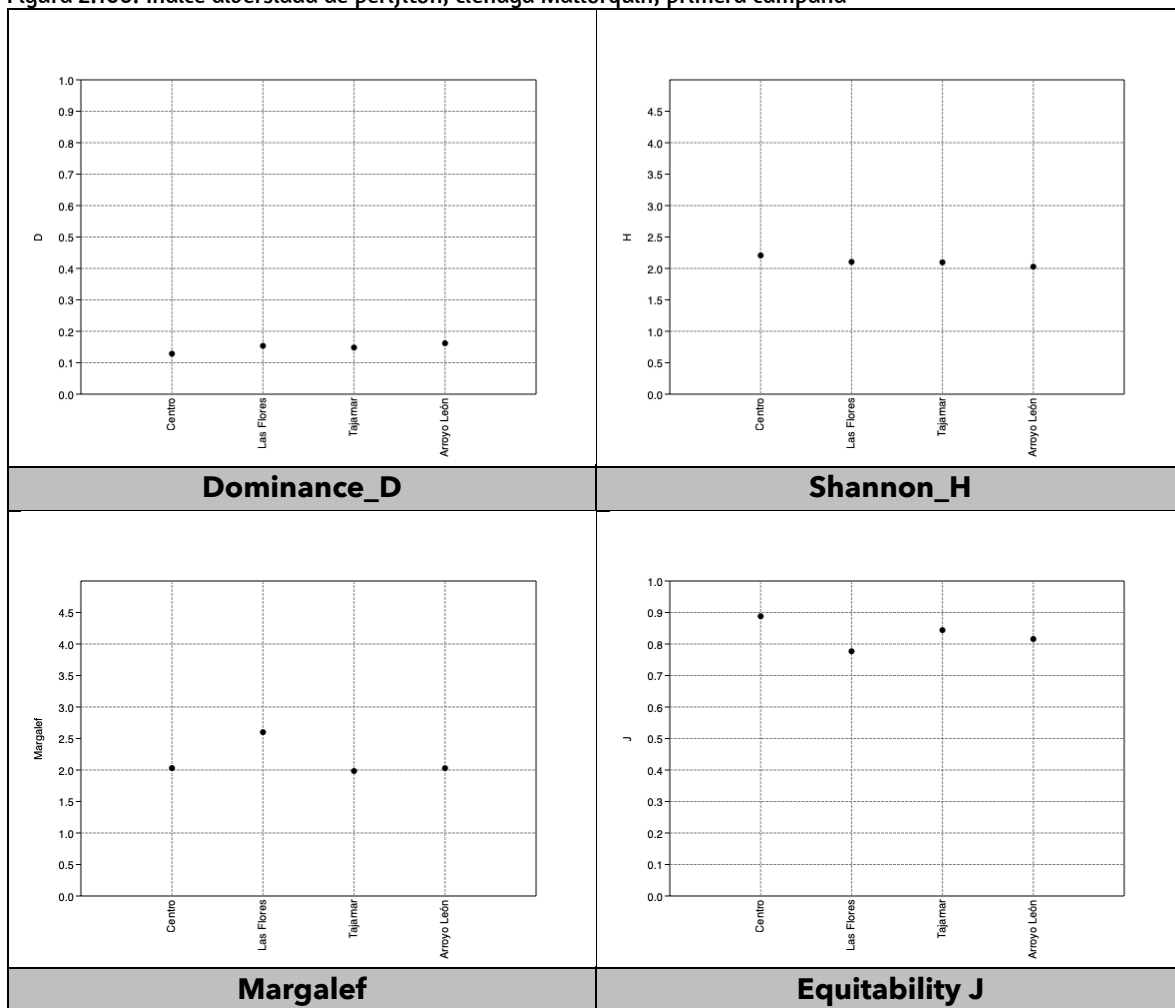 Figura Índice diversidad de perifiton, ciénaga Mallorquín, primera campaña
1.0
0.9
0.8
0.7
0.6
0.5
0.4
0.3
0.2
0.1
0.0
D
Centro
Las Flores
Tajamar
Arroyo León
4.5
4.0
3.5
3.0
2.5
2.0
1.5
1.0
0.5
0.0
H
Centro
Las Flores
Tajamar
Arroyo León
Dominance_D
Shannon_H
4.5
4.0
3.5
3.0
2.5
2.0
1.5
1.0
0.5
0.0
Margalef
Centro
Las Flores
Tajamar
Arroyo León
1.0
0.9
0.8
0.7
0.6
0.5
0.4
0.3
0.2
0.1
0.0
J
Centro
Las Flores
Tajamar
Arroyo León
Margalef
Equitability J